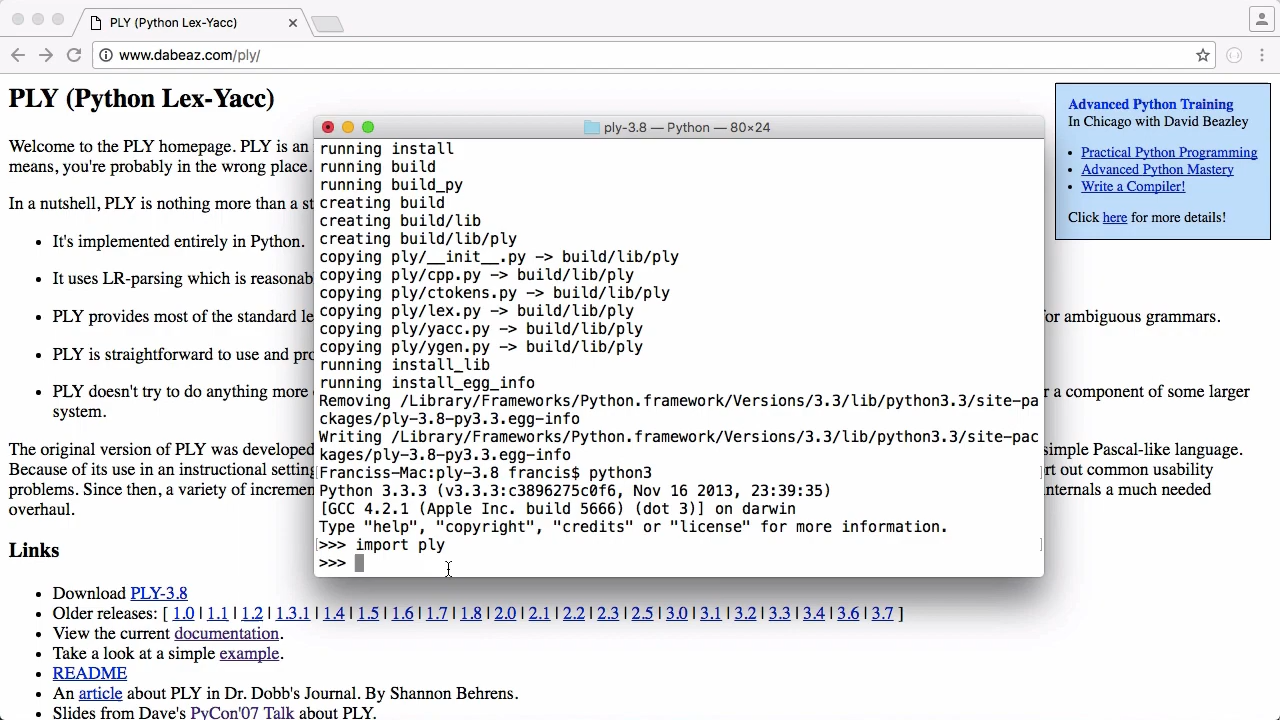 PLY (Python Lex-Yacc)
www.dabeaz.com/ply/
PLY (Python Lex-Yacc)
Welcome to the PLY homepage. PLY is an
means, you're probably in the wrong place.
In a nutshell, PLY is nothing more than a st
• It's implemented entirely in Python.
• It uses LR-parsing which is reasonab
• PLY provides most of the standard le
or ambiguous grammars.
• PLY is straightforward to use and pro
• PLY doesn't try to do anything more
r a component of some larger
system.
The original version of PLY was developed
simple Pascal-like language.
Because of its use in an instructional setting
rt out common usability
problems. Since then, a variety of incremen
internals a much needed
overhaul.
Links
• Download PLY-3.8
• Older releases: [ 1.0 | 1.1 | 1.2 | 1.3.1 | 1.4 | 1.5 | 1.6 | 1.7 | 1.8 | 2.0 | 2.1 | 2.2 | 2.3 | 2.5 | 3.0 | 3.1 | 3.2 | 3.3 | 3.4 | 3.6 | 3.7 ]
• View the current documentation.
• Take a look at a simple example.
• README
• An article about PLY in Dr. Dobb's Journal. By Shannon Behrens.
• Slides from Dave's PyCon'07 Talk about PLY.
Advanced Python Training
In Chicago with David Beazley
• Practical Python Programming
• Advanced Python Mastery
• Write a Compiler!
Click here for more details!
ply-3.8 — Python — 80×24
running install
running build
running build_py
creating build
creating build/lib
creating build/lib/ply
copying ply/__init__.py -> build/lib/ply
copying ply/cpp.py -> build/lib/ply
copying ply/ctokens.py -> build/lib/ply
copying ply/lex.py -> build/lib/ply
copying ply/yacc.py -> build/lib/ply
copying ply/ygen.py -> build/lib/ply
running install_lib
running install_egg_info
Removing /Library/Frameworks/Python.framework/Versions/3.3/lib/python3.3/site-pa
ckages/ply-3.8-py3.3.egg-info
Writing /Library/Frameworks/Python.framework/Versions/3.3/lib/python3.3/site-pac
kages/ply-3.8-py3.3.egg-info
[Franciss-Mac:ply-3.8 francis$ python3 ]
Python 3.3.3 (v3.3.3:c3896275c0f6, Nov 16 2013, 23:39:35)
[GCC 4.2.1 (Apple Inc. build 5666) (dot 3)] on darwin
Type "help", "copyright", "credits" or "license" for more information.
[>>> import ply ]
>>>